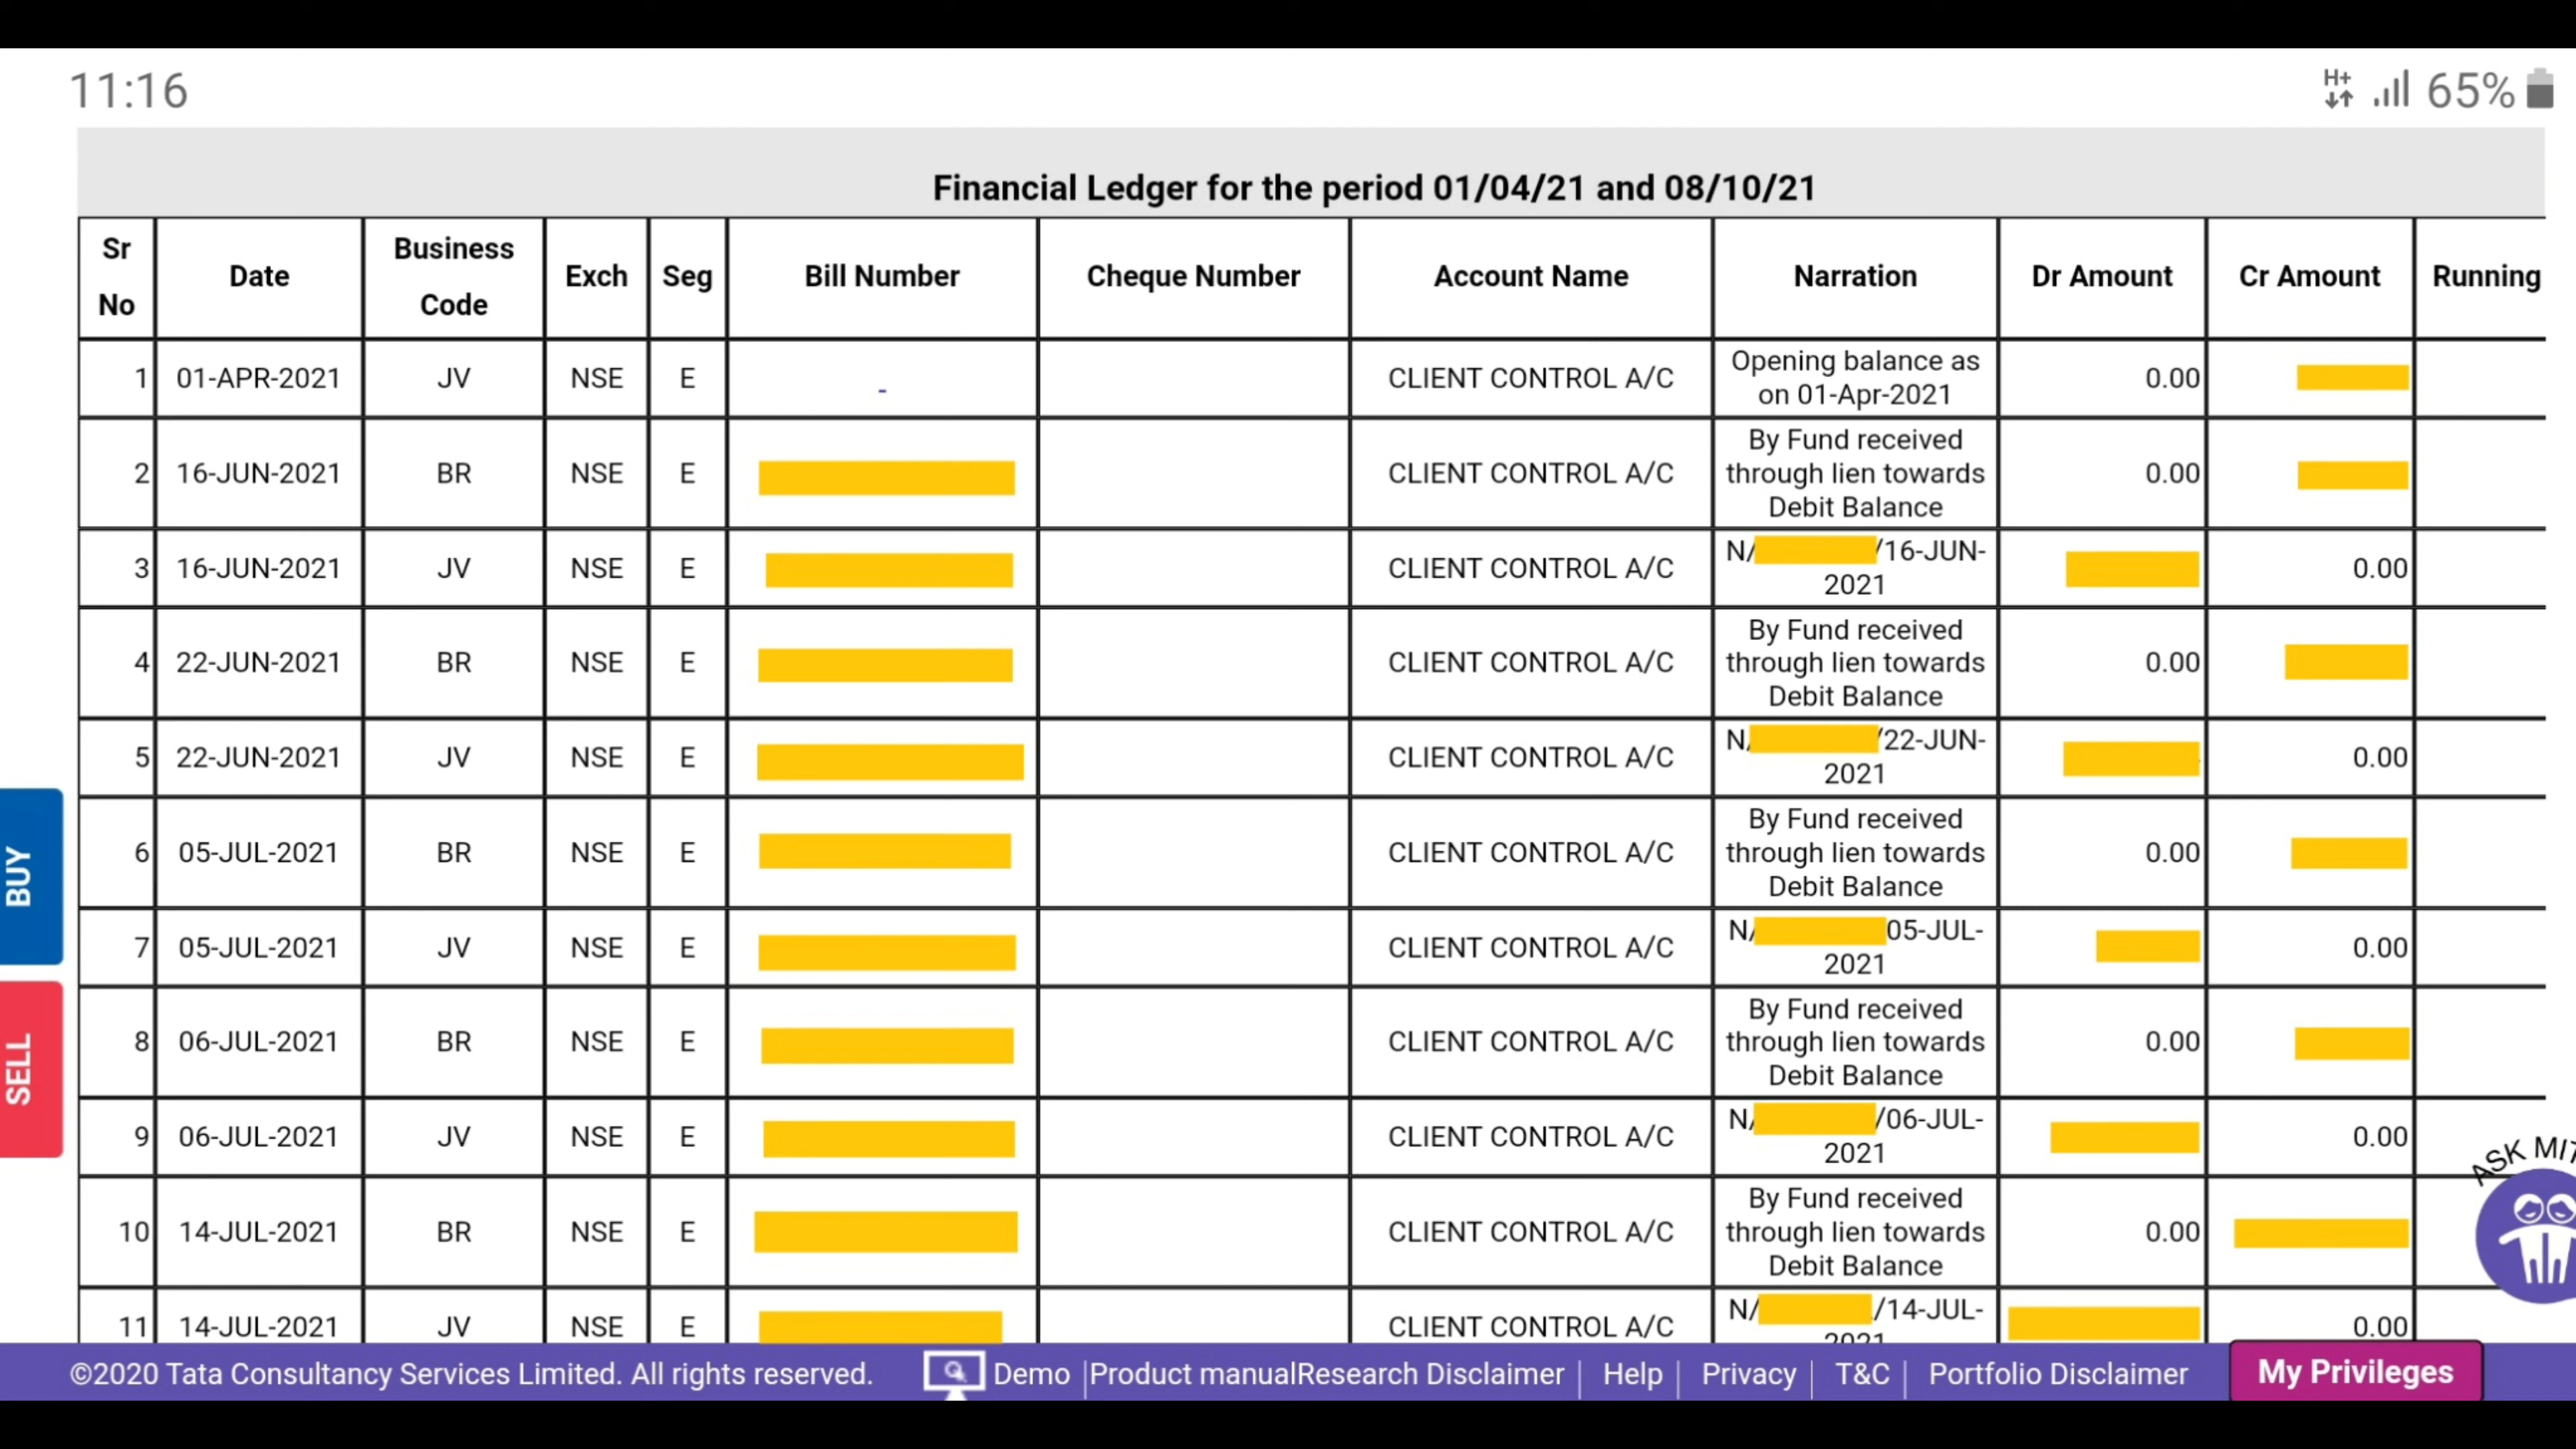 11:16
H+ 65%
Financial Ledger for the period 01/04/21 and 08/10/21
Sr No Date Business Code Exch Seg Bill Number Cheque Number Account Name Narration Dr Amount Cr Amount Running
1 01-APR-2021 JV NSE E - CLIENT CONTROL A/C Opening balance as on 01-Apr-2021 0.00
2 16-JUN-2021 BR NSE E CLIENT CONTROL A/C By Fund received through lien towards Debit Balance 0.00
3 16-JUN-2021 JV NSE E CLIENT CONTROL A/C N/ /16-JUN-2021 0.00
4 22-JUN-2021 BR NSE E CLIENT CONTROL A/C By Fund received through lien towards Debit Balance 0.00
5 22-JUN-2021 JV NSE E CLIENT CONTROL A/C N/ /22-JUN-2021 0.00
6 05-JUL-2021 BR NSE E CLIENT CONTROL A/C By Fund received through lien towards Debit Balance 0.00
7 05-JUL-2021 JV NSE E CLIENT CONTROL A/C N/ 05-JUL-2021 0.00
8 06-JUL-2021 BR NSE E CLIENT CONTROL A/C By Fund received through lien towards Debit Balance 0.00
9 06-JUL-2021 JV NSE E CLIENT CONTROL A/C N/ /06-JUL-2021 0.00
10 14-JUL-2021 BR NSE E CLIENT CONTROL A/C By Fund received through lien towards Debit Balance 0.00
11 14-JUL-2021 JV NSE E CLIENT CONTROL A/C N/ /14-JUL-2021 0.00
BUY
SELL
ASK
©2020 Tata Consultancy Services Limited. All rights reserved. Demo |Product manualResearch Disclaimer | Help | Privacy | T&C | Portfolio Disclaimer My Privileges